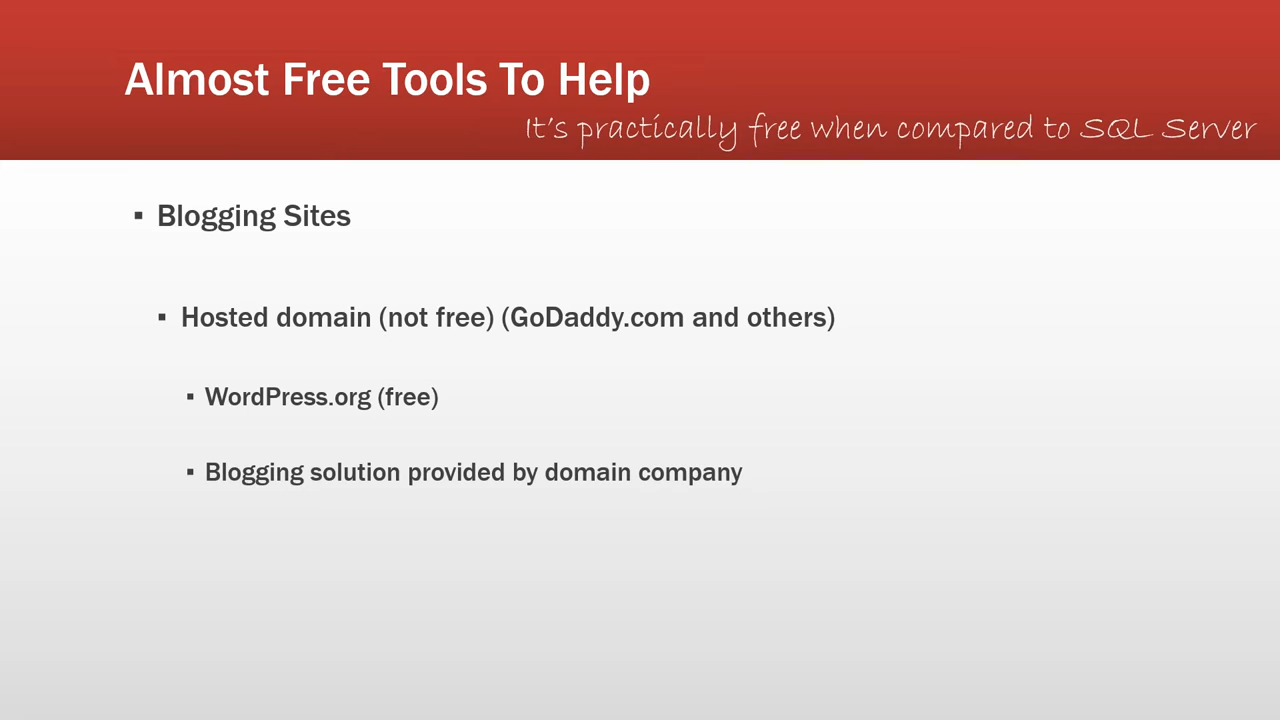 Almost Free Tools To Help
It's practically free when compared to SQL Server
▪ Blogging Sites
▪ Hosted domain (not free) (GoDaddy.com and others)
▪ WordPress.org (free)
▪ Blogging solution provided by domain company